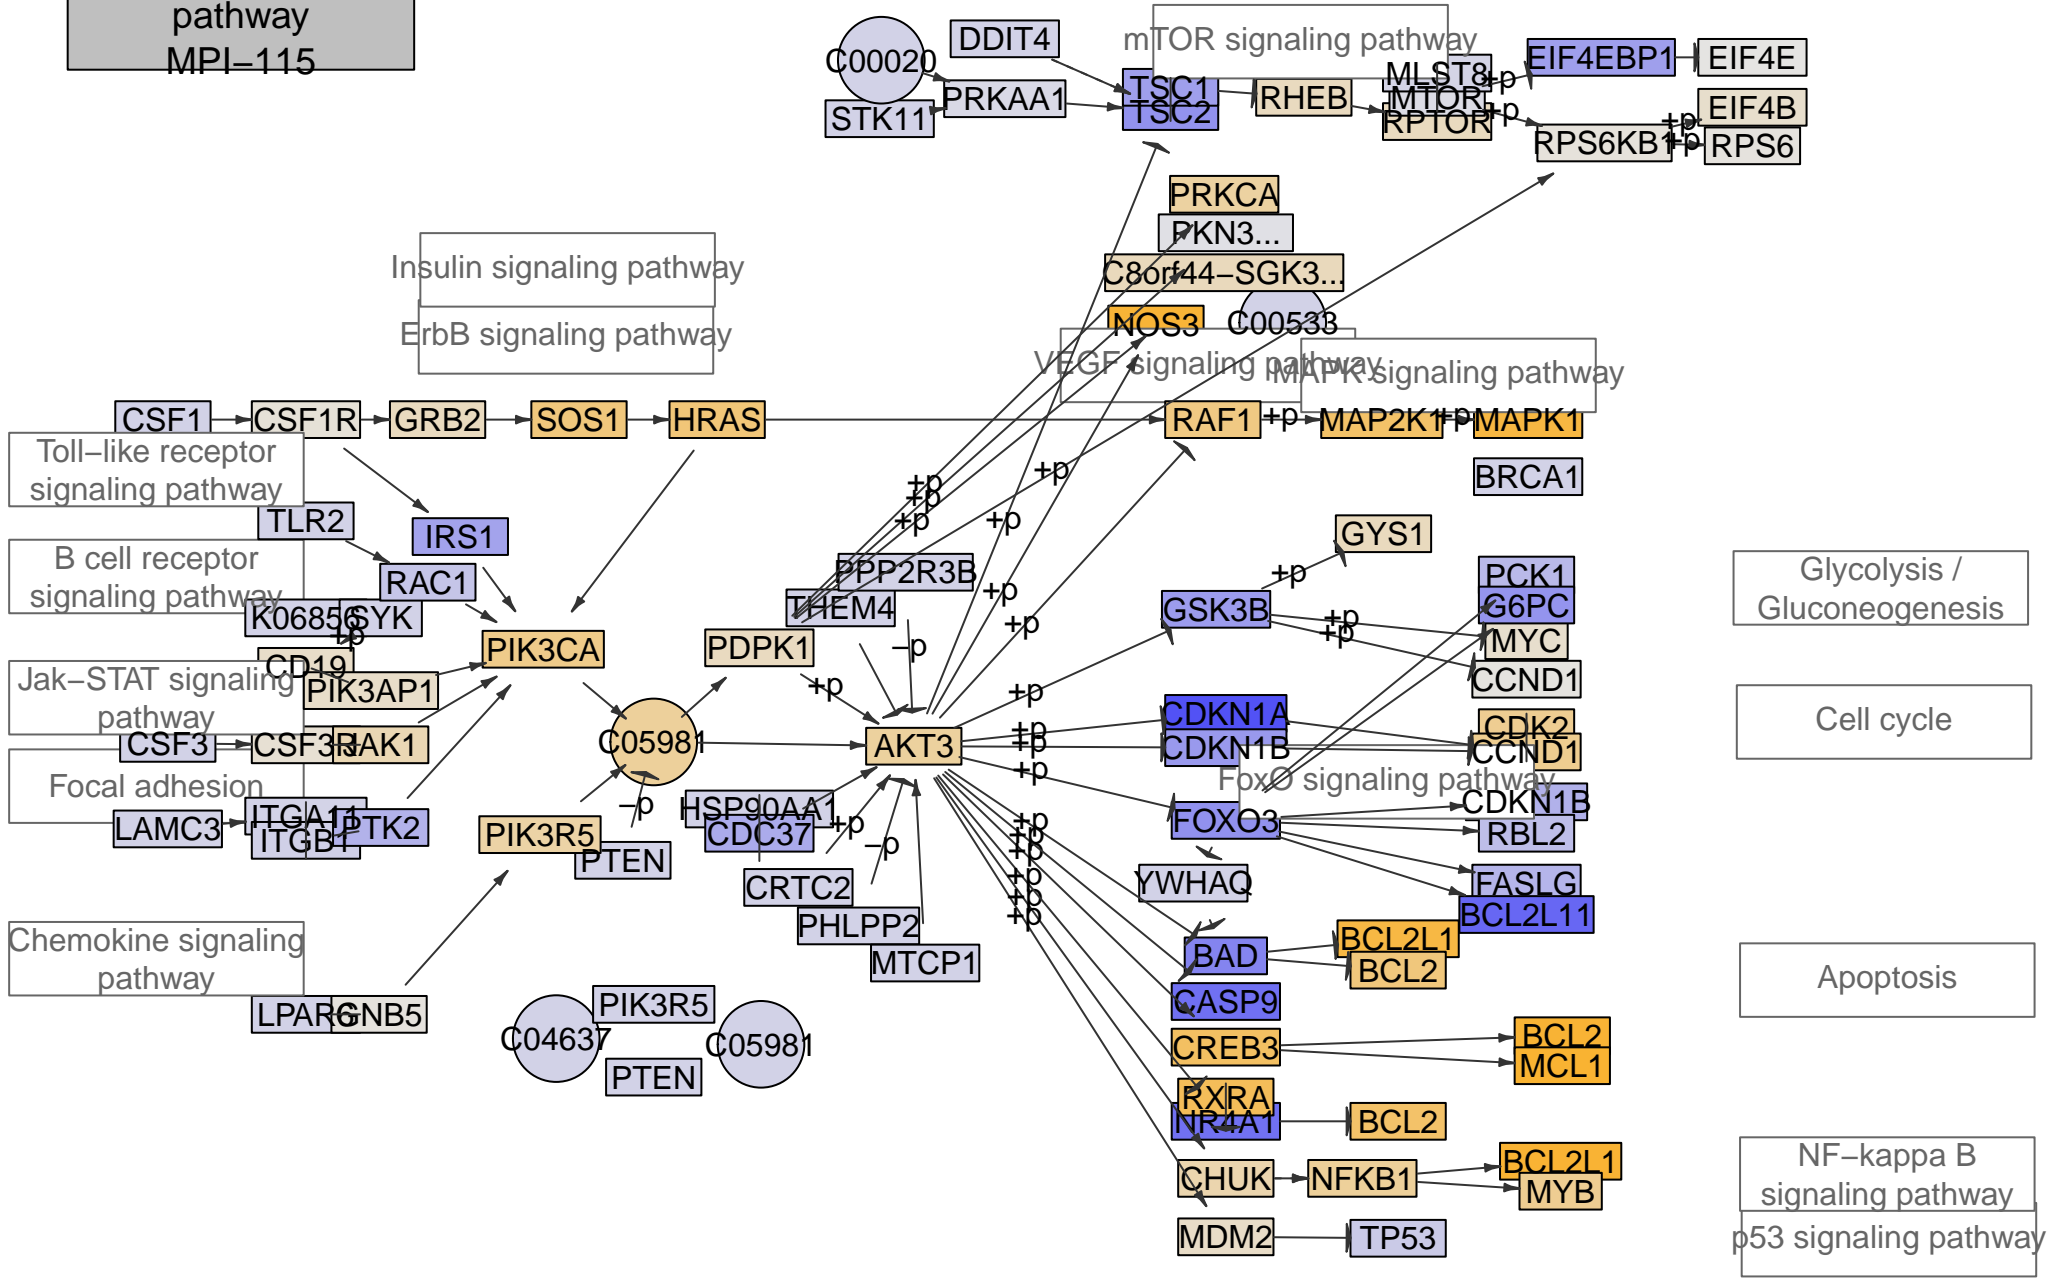 pathway
MPI−115
C00020
DDIT4
STK11
PRKAA1
mTOR signaling pathway
TSC1
TSC2
RHEB
MLST8
MTOR
RPTOR
+p
+p
EIF4EBP1
EIF4E
RPS6KB1
+p
+p
EIF4B
RPS6
PRKCA
PKN3...
C8orf44−SGK3...
NOS3
C00533
Insulin signaling pathway
ErbB signaling pathway
VEGF signaling pathway
MAPK signaling pathway
CSF1
CSF1R
GRB2
SOS1
HRAS
RAF1
+p
MAP2K1
+p
MAPK1
BRCA1
Toll−like receptor
signaling pathway
TLR2
IRS1
B cell receptor
signaling pathway
RAC1
K06856
SYK
+p
CD19
PIK3AP1
PIK3CA
Jak−STAT signaling
pathway
CSF3
CSF3R
JAK1
Focal adhesion
LAMC3
ITGA11
ITGB1
PTK2
C05981
PDPK1
THEM4
PPP2R3B
+p
−p
AKT3
+p
+p
+p
+p
+p
+p
+p
+p
+p
+p
+p
PIK3R5
PTEN
−p
HSP90AA1
CDC37
+p
−p
CRTC2
PHLPP2
MTCP1
Chemokine signaling
pathway
LPAR6
GNB5
C04637
PIK3R5
PTEN
C05981
GYS1
+p
GSK3B
+p
+p
PCK1
G6PC
MYC
CCND1
CDKN1A
CDKN1B
CDK2
CCND1
FoxO signaling pathway
FOXO3
CDKN1B
RBL2
FASLG
BCL2L11
YWHAQ
+p
+p
+p
+p
+p
+p
BAD
BCL2L1
BCL2
CASP9
CREB3
BCL2
MCL1
RXRA
NR4A1
BCL2
CHUK
NFKB1
BCL2L1
MYB
MDM2
TP53
Glycolysis /
Gluconeogenesis
Cell cycle
Apoptosis
NF−kappa B
signaling pathway
p53 signaling pathway